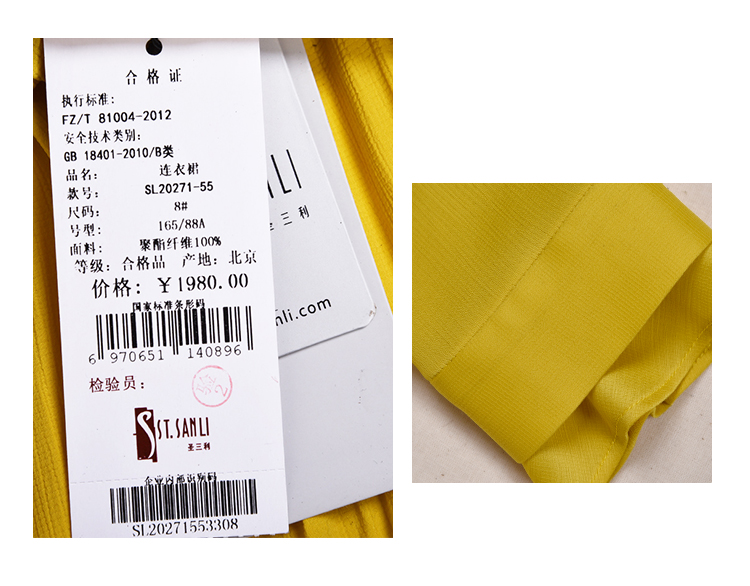 合格证
执行标准:
FZ/T 81004-2012
安全技术类别:
GB 18401-2010/B类
品名: 连衣裙
款号: SL20271-55
尺码: 8#
号型: 165/88A
面料: 聚酯纤维100%
等级: 合格品 产地: 北京
价格: ¥1980.00
国家标准条形码
6 970651 140896
检验员:
S ST.SANLI
圣三利
企业内部识别码
SL20271553308
NLI
圣三利
nli.com